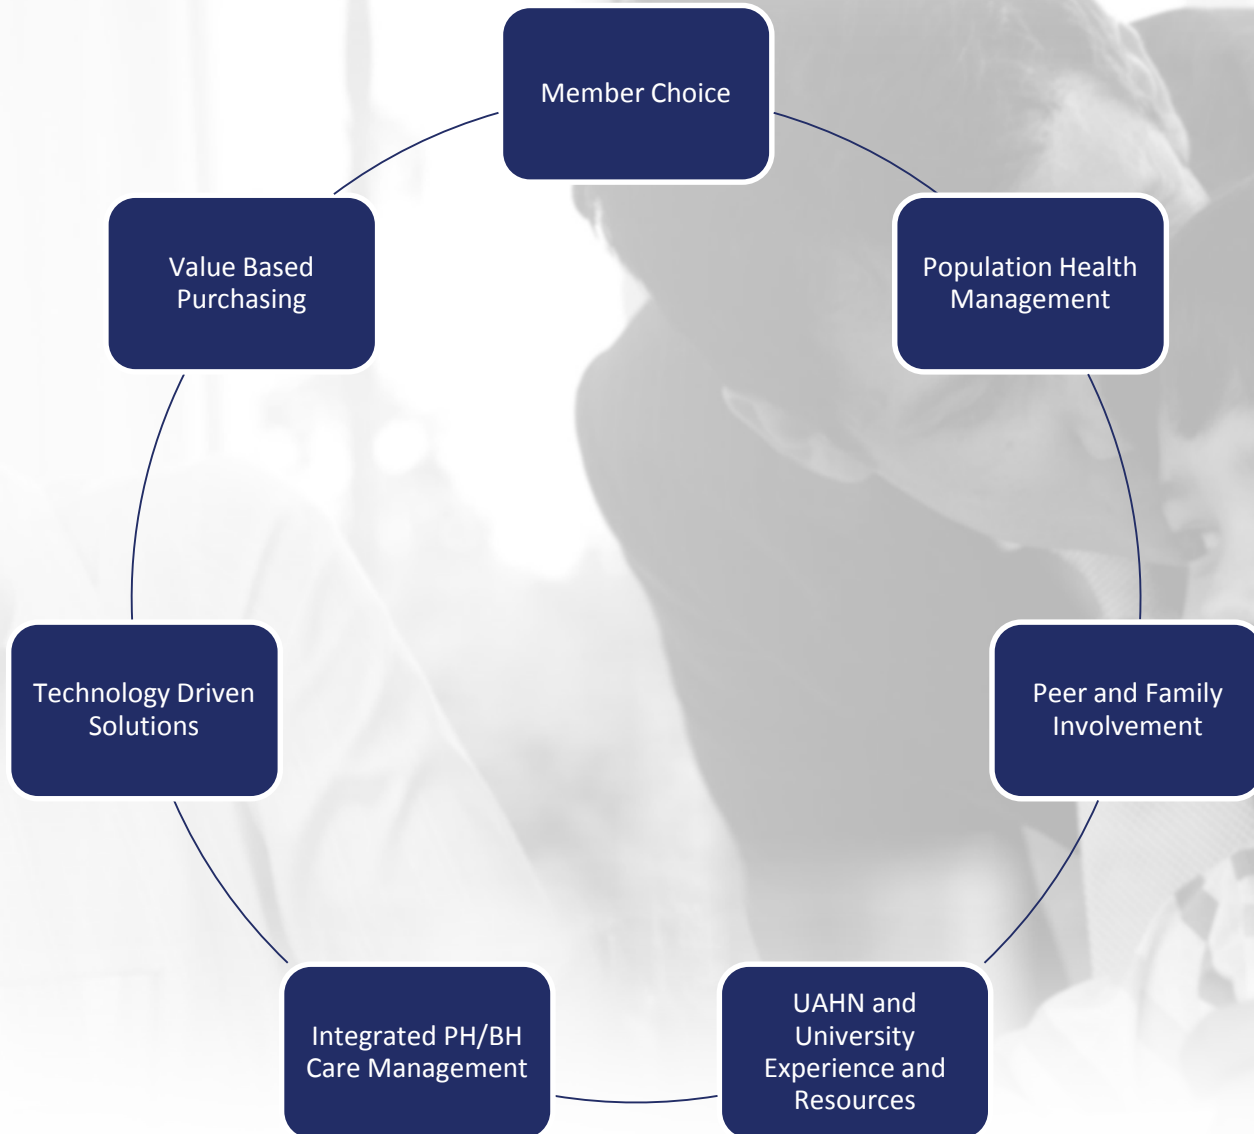 Member Choice
Population Health
Management
Peer and Family
Involvement
UAHN and
University
Experience and
Resources
Integrated PH/BH
Care Management
Technology Driven
Solutions
Value Based
Purchasing